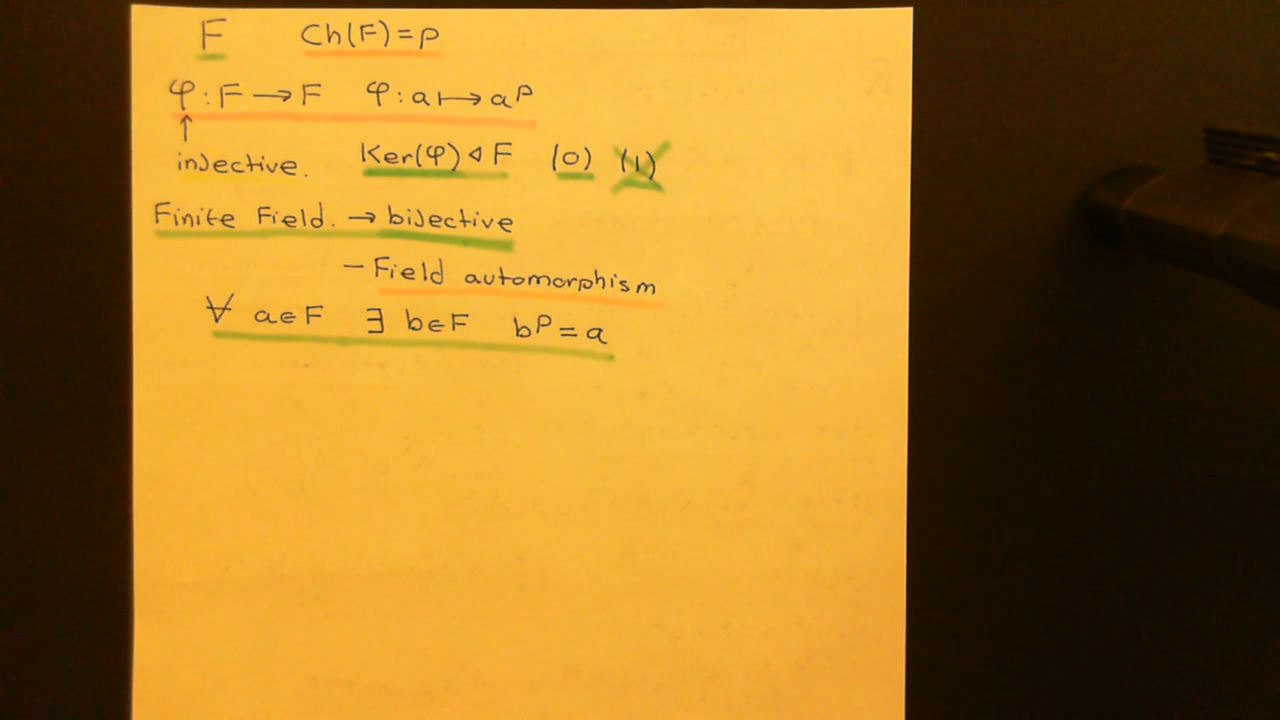 F Ch(F)=p
φ:F→F φ:a↦a^p
↑
injective. Ker(φ)◁F (0) (1)
Finite Field. → bijective
- Field automorphism
∀ a∈F ∃ b∈F b^p=a